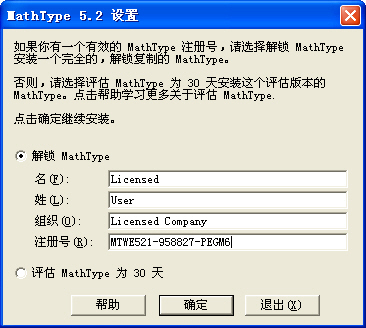 MathType 5.2 设置
如果你有一个有效的 MathType 注册号，请选择解锁 MathType
安装一个完全的，解锁复制的 MathType。
否则，请选择评估 MathType 为 30 天安装这个评估版本的
MathType。点击帮助学习更多关于评估 MathType.
点击确定继续安装。
解锁 MathType
名(F): Licensed
姓(L): User
组织(O): Licensed Company
注册号(R): MTWE521-958827-PEGM6
评估 MathType 为 30 天
帮助 确定 退出(X)